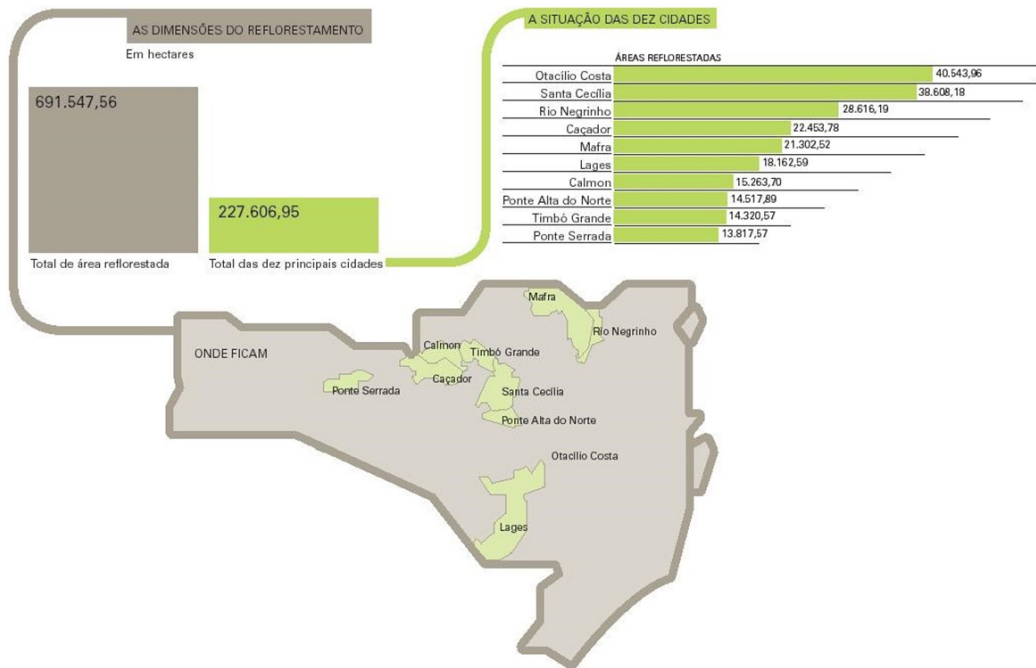 AS DIMENSÕES DO REFLORESTAMENTO
Em hectares
691.547,56
Total de área reflorestada
227.606,95
Total das dez principais cidades
A SITUAÇÃO DAS DEZ CIDADES
ÁREAS REFLORESTADAS
Otacílio Costa 40.543,96
Santa Cecília 38.608,18
Rio Negrinho 28.616,19
Caçador 22.453,78
Mafra 21.302,52
Lages 18.162,59
Calmon 15.263,70
Ponte Alta do Norte 14.517,89
Timbó Grande 14.320,57
Ponte Serrada 13.817,57
ONDE FICAM
Mafra
Rio Negrinho
Calmon
Timbó Grande
Caçador
Ponte Serrada
Santa Cecília
Ponte Alta do Norte
Otacílio Costa
Lages